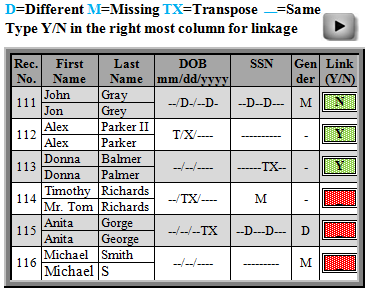 D=Different M=Missing TX=Transpose __=Same
Type Y/N in the right most column for linkage
Rec. No. First Name Last Name DOB mm/dd/yyyy SSN Gen der Link (Y/N)
111 John Gray --/D-/--D- --D--D--- M N
Jon Grey
112 Alex Parker II T/X/---- --------- - Y
Alex Parker
113 Donna Balmer --/--/---- ------TX-- - Y
Donna Palmer
114 Timothy Richards --/TX/---- M - _
Mr. Tom Richards
115 Anita Gorge --/--/--TX --D---D--- D _
Anita George
116 Michael Smith --/--/---- --------- M _
Michael S